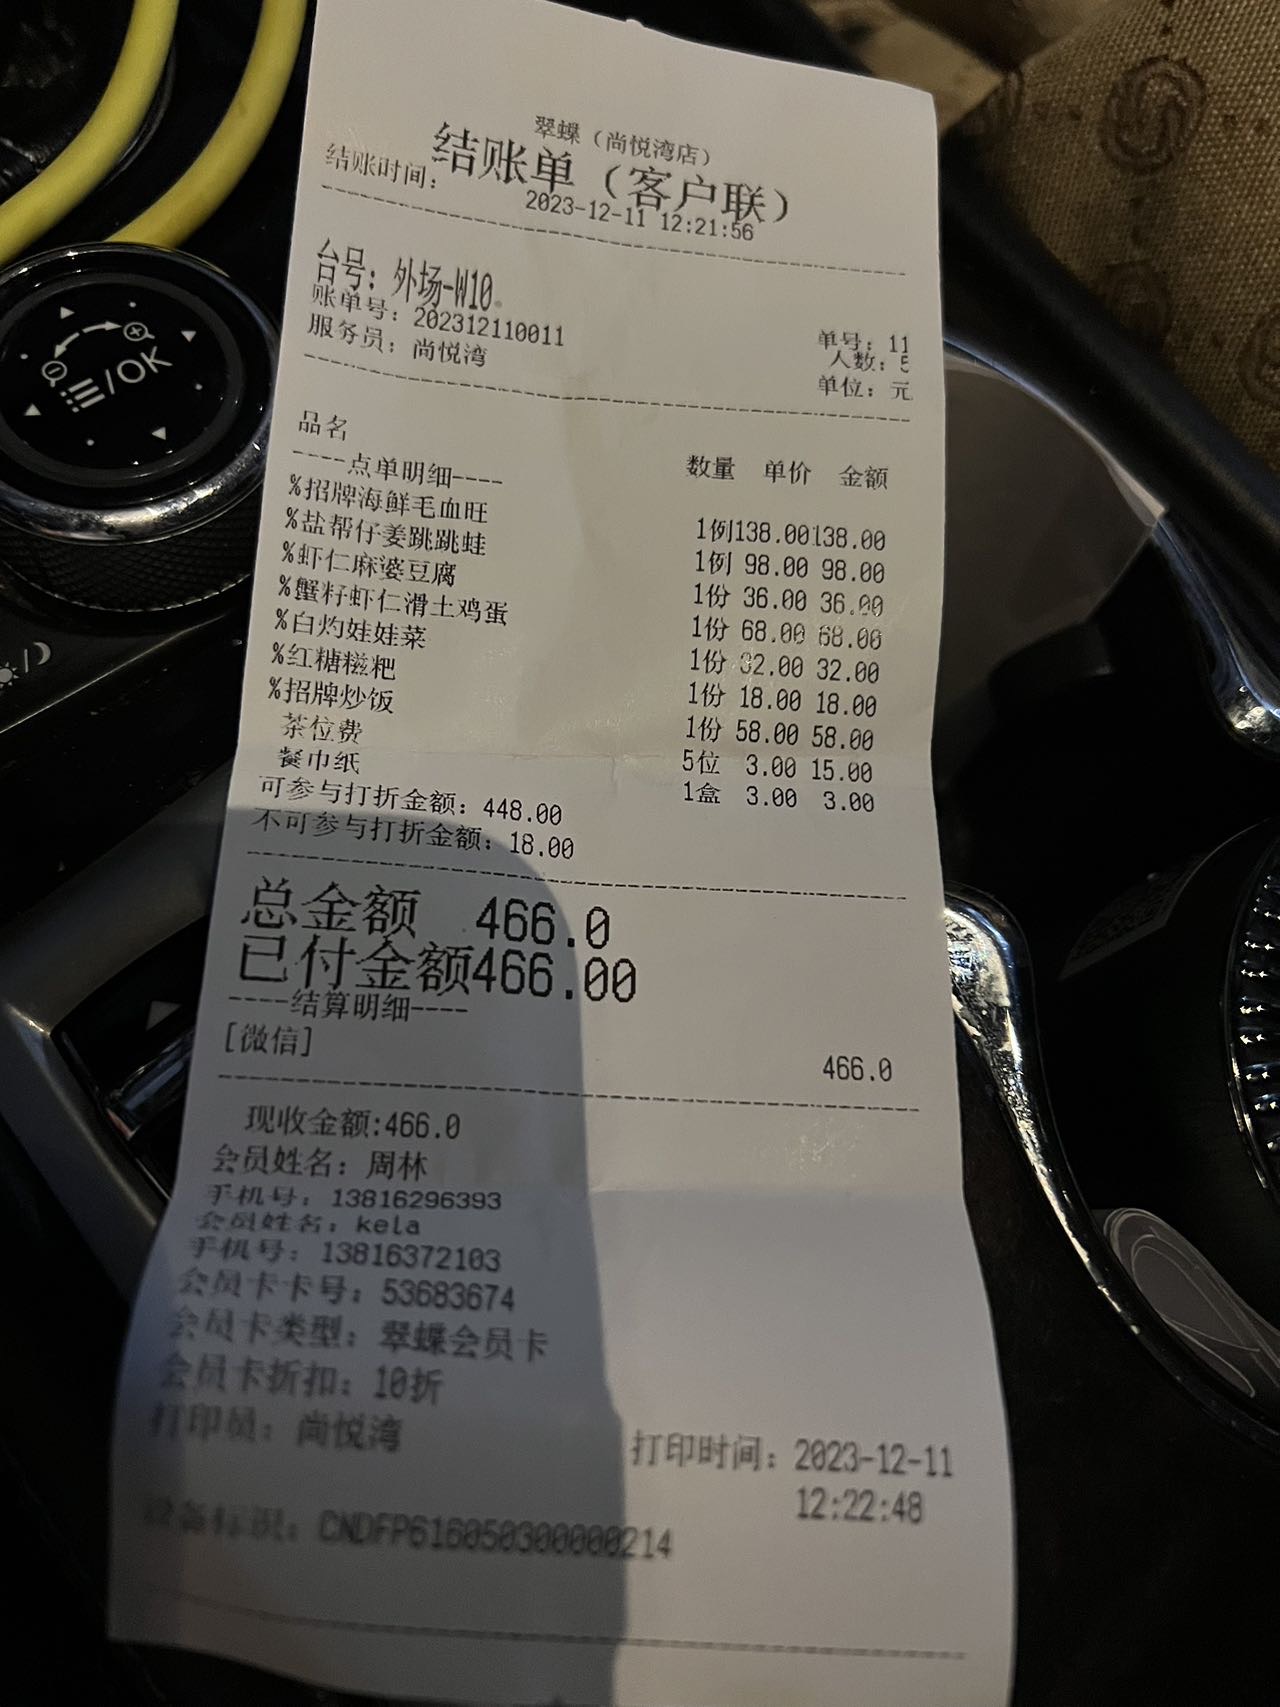 翠蝶（尚悦湾店）
结账单（客户联）
结账时间： 2023-12-11 12:21:56
台号：外场-W10
账单号：202312110011 单号：11
服务员：尚悦湾 人数：5
单位：元
品名 数量 单价 金额
----点单明细----
%招牌海鲜毛血旺 1例 138.00 138.00
%盐帮仔姜跳跳蛙 1例 98.00 98.00
%虾仁麻婆豆腐 1份 36.00 36.00
%蟹籽虾仁滑土鸡蛋 1份 68.00 68.00
%白灼娃娃菜 1份 32.00 32.00
%红糖糍粑 1份 18.00 18.00
%招牌炒饭 1份 58.00 58.00
茶位费 5位 3.00 15.00
餐巾纸 1盒 3.00 3.00
可参与打折金额：448.00
不可参与打折金额：18.00
总金额 466.0
已付金额466.00
----结算明细----
[微信] 466.0
现收金额:466.0
会员姓名：周林
手机号：13816296393
会员姓名：kela
手机号：13816372103
会员卡卡号：53683674
会员卡类型：翠蝶会员卡
会员卡折扣：10折
打印员：尚悦湾 打印时间：2023-12-11
12:22:48
设备标识：CNDFP616050300000214
☰/OK